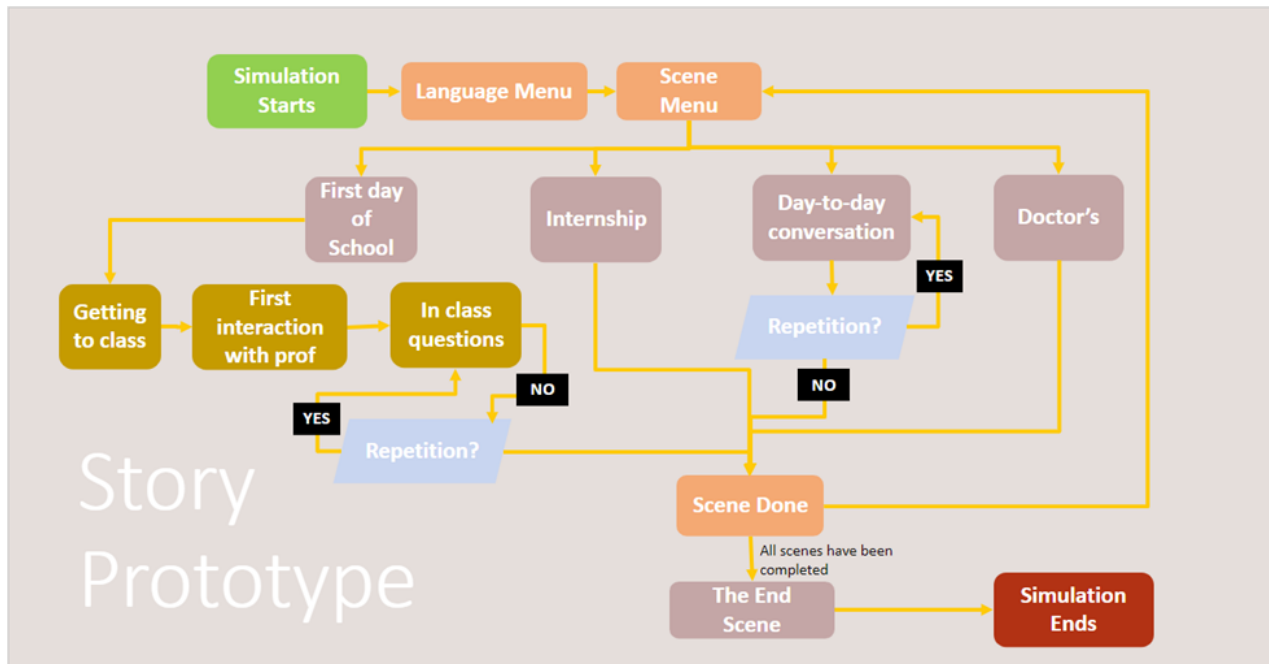 Simulation
Starts
Language Menu
Scene
Menu
First day
of
School
Internship
Day-to-day
conversation
Doctor’s
YES
Getting
to class
First
interaction
with prof
In class
questions
Repetition?
NO
NO
YES
Repetition?
Story
Prototype
Scene Done
All scenes have been
completed
The End
Scene
Simulation
Ends